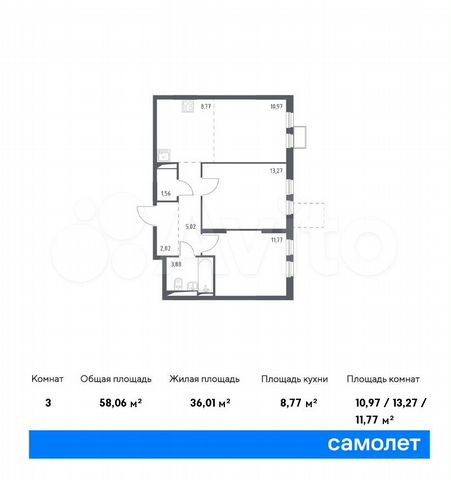 8,77
10,97
13,27
1,56
5,02
2,82
11,77
3,88
Avito
Комнат
Общая площадь
Жилая площадь
Площадь кухни
Площадь комнат
3
58,06 м²
36,01 м²
8,77 м²
10,97 / 13,27 /
11,77 м²
самолет